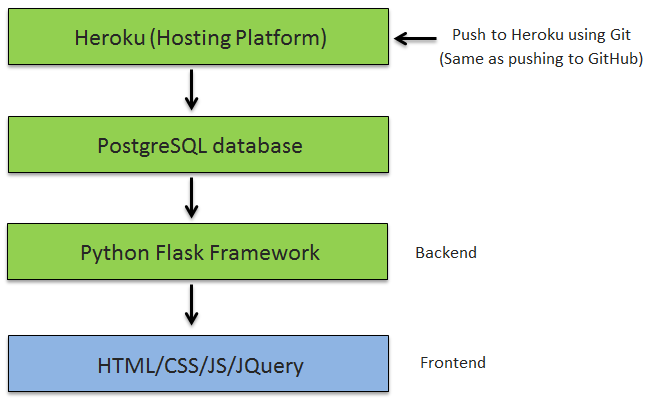 Heroku (Hosting Platform)
Push to Heroku using Git
(Same as pushing to GitHub)
PostgreSQL database
Python Flask Framework
Backend
HTML/CSS/JS/JQuery
Frontend